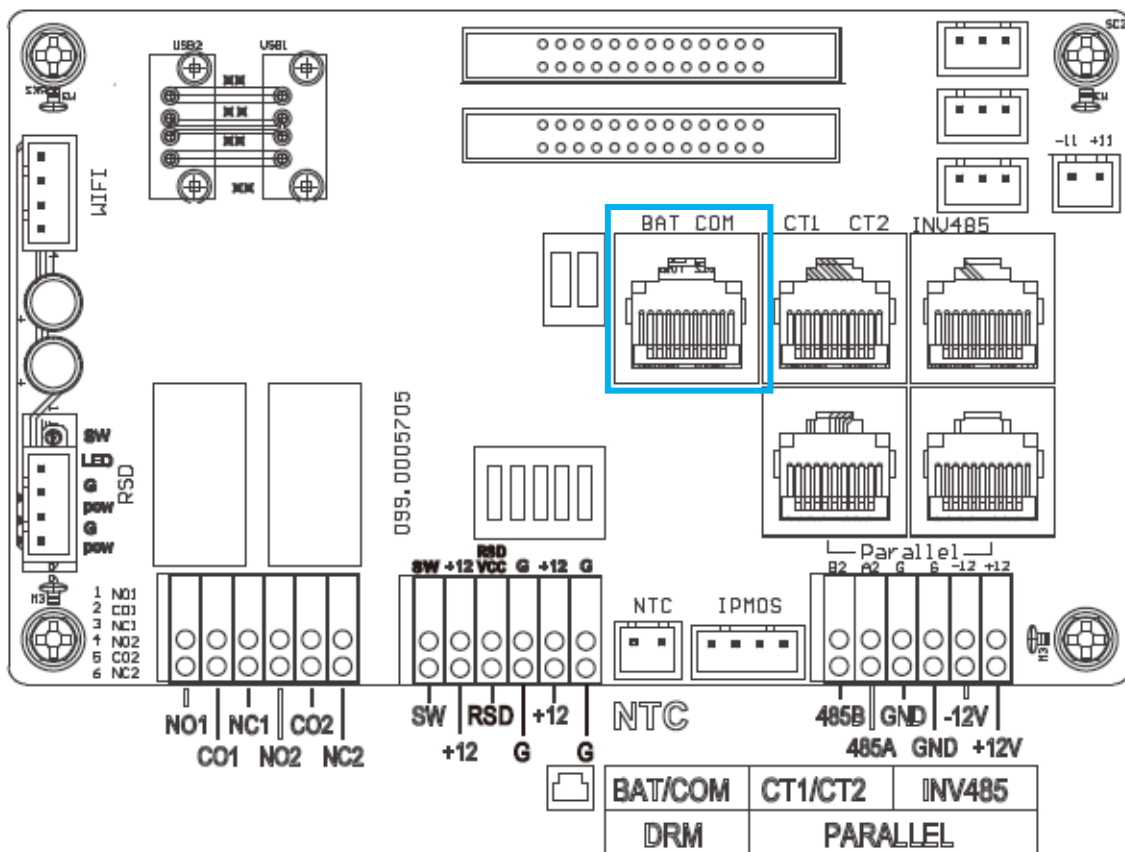 USB2 USB1
SC2
-11 +11
WIFI
BAT COM CT1 CT2 INV485
SW
LED
G
pow
G
pow
RSD
099.0005705
Parallel
B2 A2 G G -12 +12
SW +12 RSD VCC G +12 G
NTC IPMOS
M3
M3
1 NO1
2 CO1
3 NC1
4 NO2
5 CO2
6 NC2
NO1 NC1 CO2
CO1 NO2 NC2
SW RSD +12
+12 G G
NTC
485B GND -12V
485A GND +12V
BAT/COM CT1/CT2 INV485
DRM PARALLEL